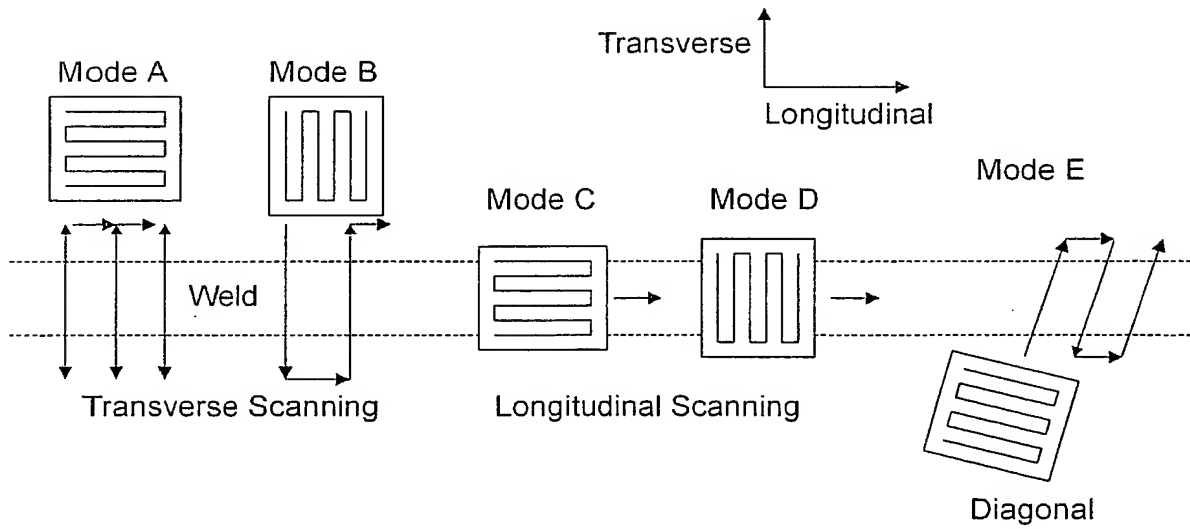 Transverse
Longitudinal
Mode A
Mode B
Mode C
Mode D
Mode E
Weld
Transverse Scanning
Longitudinal Scanning
Diagonal